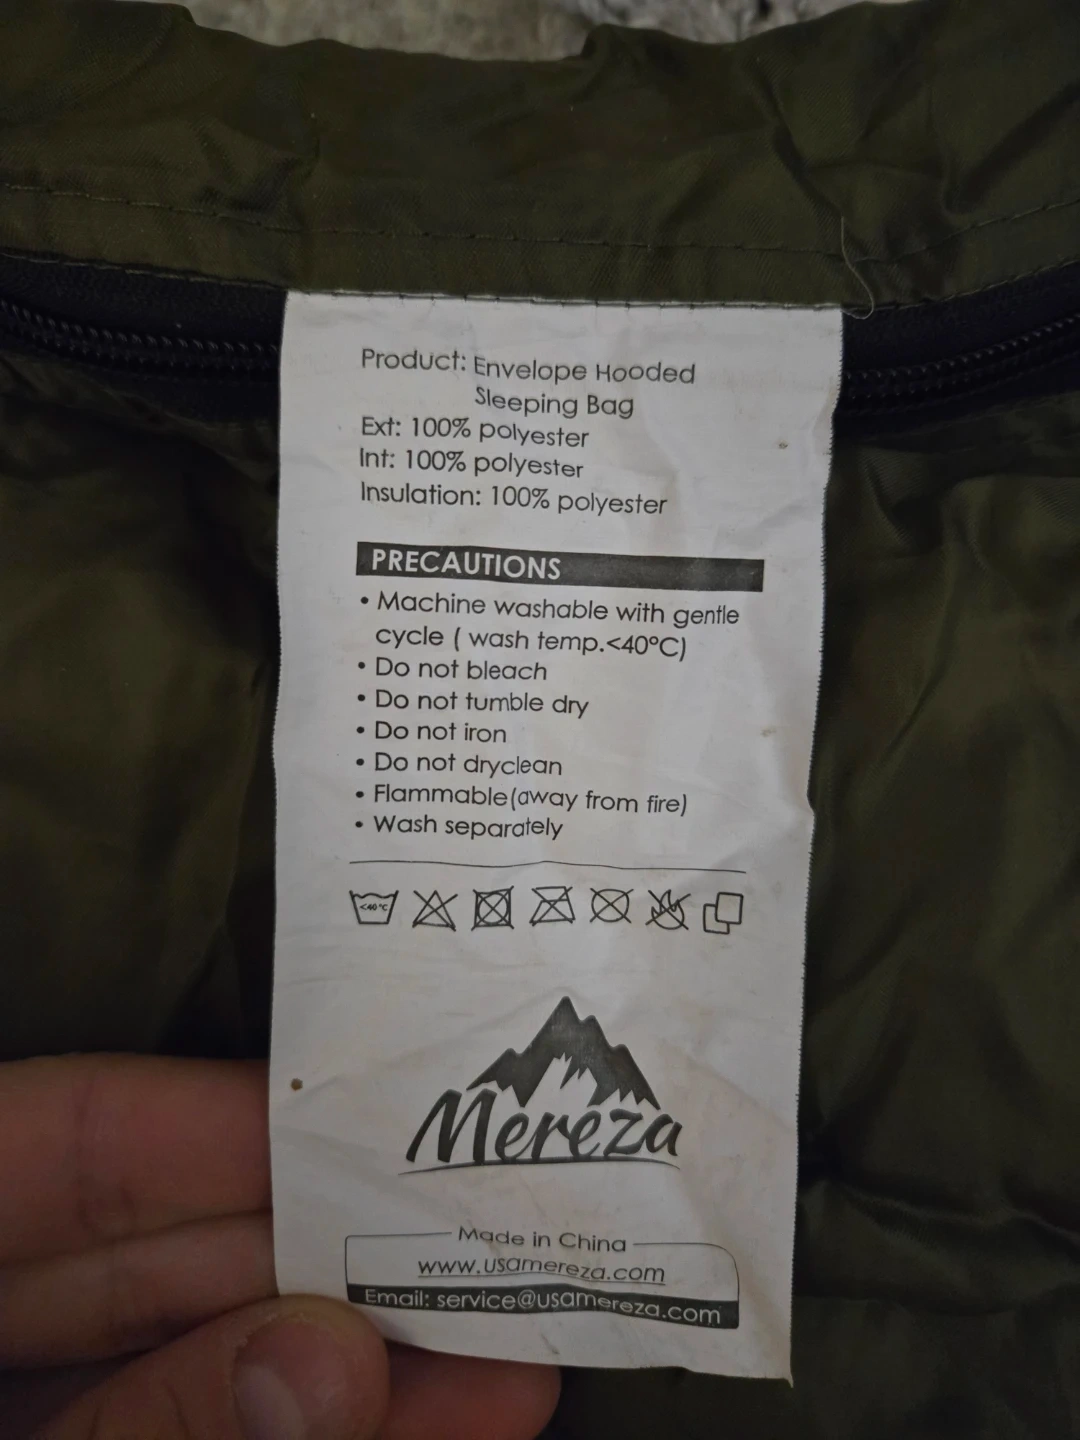 Product: Envelope Hooded
Sleeping Bag
Ext: 100% polyester
Int: 100% polyester
Insulation: 100% polyester
PRECAUTIONS
• Machine washable with gentle
cycle ( wash temp.<40°C)
• Do not bleach
• Do not tumble dry
• Do not iron
• Do not dryclean
• Flammable(away from fire)
• Wash separately
<40°C
Mereza
Made in China
www.usamereza.com
Email: service@usamereza.com